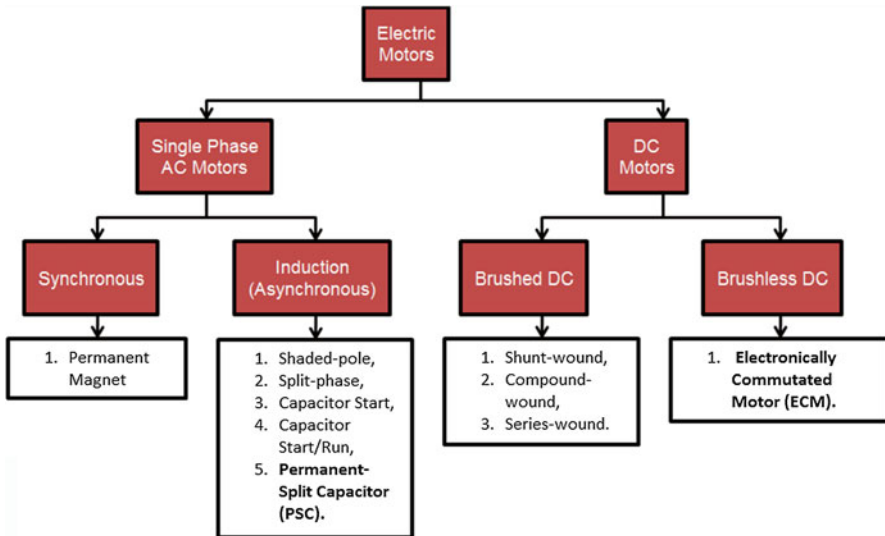 Electric
Motors
Single Phase
AC Motors
DC
Motors
Synchronous
Induction
(Asynchronous)
Brushed DC
Brushless DC
1. Permanent
Magnet
1. Shaded-pole,
2. Split-phase,
3. Capacitor Start,
4. Capacitor
Start/Run,
5. Permanent-
Split Capacitor
(PSC).
1. Shunt-wound,
2. Compound-
wound,
3. Series-wound.
1. Electronically
Commutated
Motor (ECM).